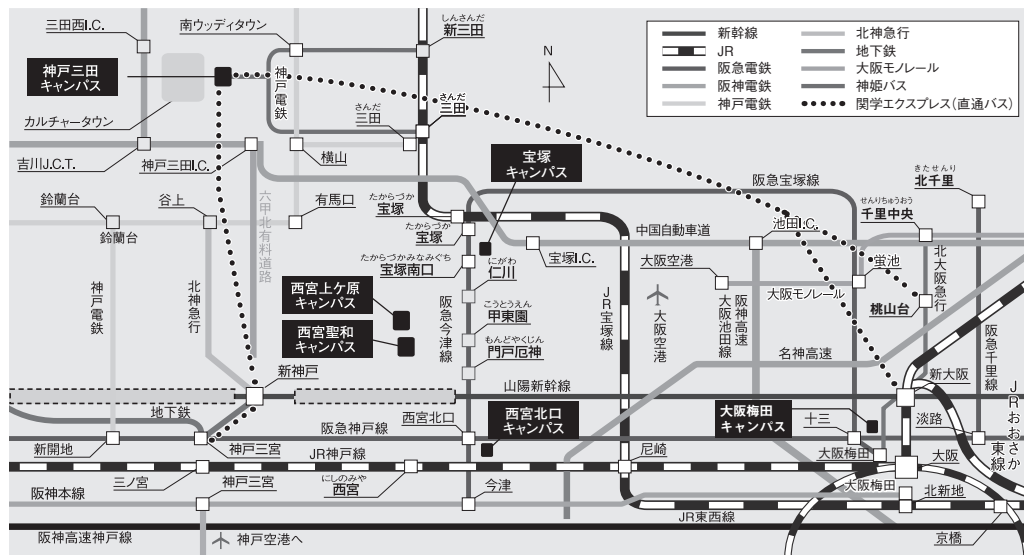 三田西I.C.
南ウッディタウン
しんさんだ
新三田
神戸三田
キャンパス
神戸電鉄
カルチャータウン
さんだ
三田
さんだ
三田
N
新幹線
JR
阪急電鉄
阪神電鉄
神戸電鉄
北神急行
地下鉄
大阪モノレール
神姫バス
関学エクスプレス(直通バス)
吉川J.C.T.
神戸三田I.C.
横山
宝塚
キャンパス
阪急宝塚線
きたせんり
北千里
せんりちゅうおう
千里中央
鈴蘭台
鈴蘭台
谷上
六甲北有料道路
有馬口
たからづか
宝塚
たからづか
宝塚
たからづかみなみぐち
宝塚南口
にがわ
仁川
宝塚I.C.
中国自動車道
池田I.C.
大阪空港
蛍池
大阪モノレール
北大阪急行
桃山台
神戸電鉄
北神急行
西宮上ケ原
キャンパス
西宮聖和
キャンパス
阪急今津線
こうとうえん
甲東園
もんどやくじん
門戸厄神
JR宝塚線
大阪空港
阪神高速
大阪池田線
名神高速
阪急千里線
JRおおさか
東線
新神戸
山陽新幹線
新大阪
地下鉄
西宮北口
西宮北口
キャンパス
大阪梅田
キャンパス
十三
淡路
新開地
神戸三宮
阪急神戸線
JR神戸線
尼崎
大阪梅田
大阪
三ノ宮
神戸三宮
にしのみや
西宮
今津
大阪梅田
北新地
阪神本線
JR東西線
京橋
阪神高速神戸線
神戸空港へ